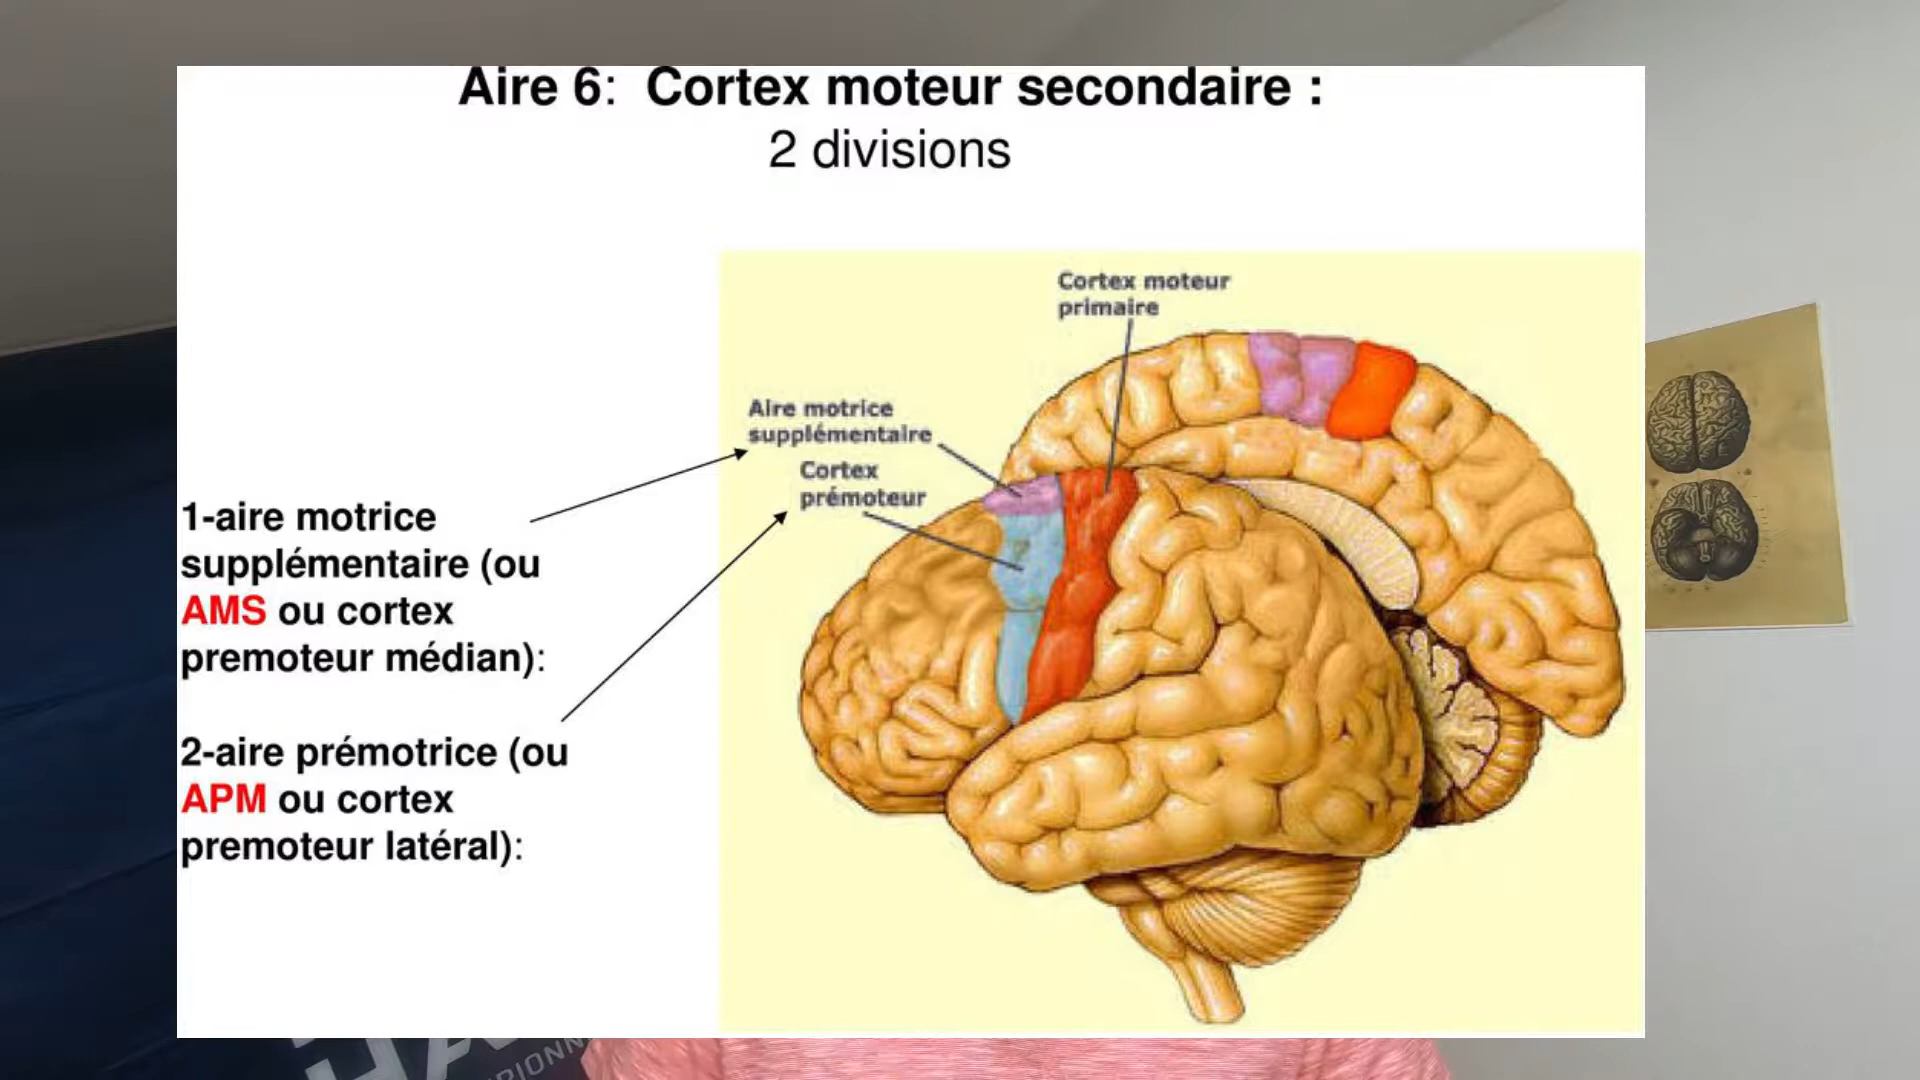 Aire 6: Cortex moteur secondaire :
2 divisions
Cortex moteur
primaire
Aire motrice
supplémentaire
Cortex
prémoteur
1-aire motrice
supplémentaire (ou
AMS ou cortex
premoteur médian):
2-aire prémotrice (ou
APM ou cortex
premoteur latéral):